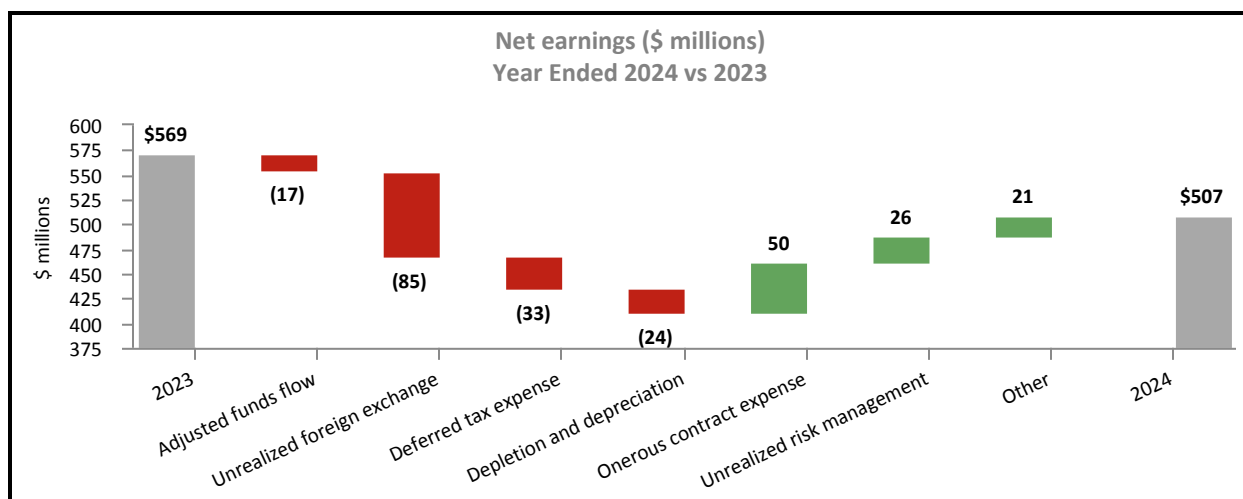 Net earnings ($ millions)
Year Ended 2024 vs 2023
$ millions
600
575
550
525
500
475
450
425
400
375
$569
(17)
(85)
(33)
(24)
50
26
21
$507
2023
Adjusted funds flow
Unrealized foreign exchange
Deferred tax expense
Depletion and depreciation
Onerous contract expense
Unrealized risk management
Other
2024